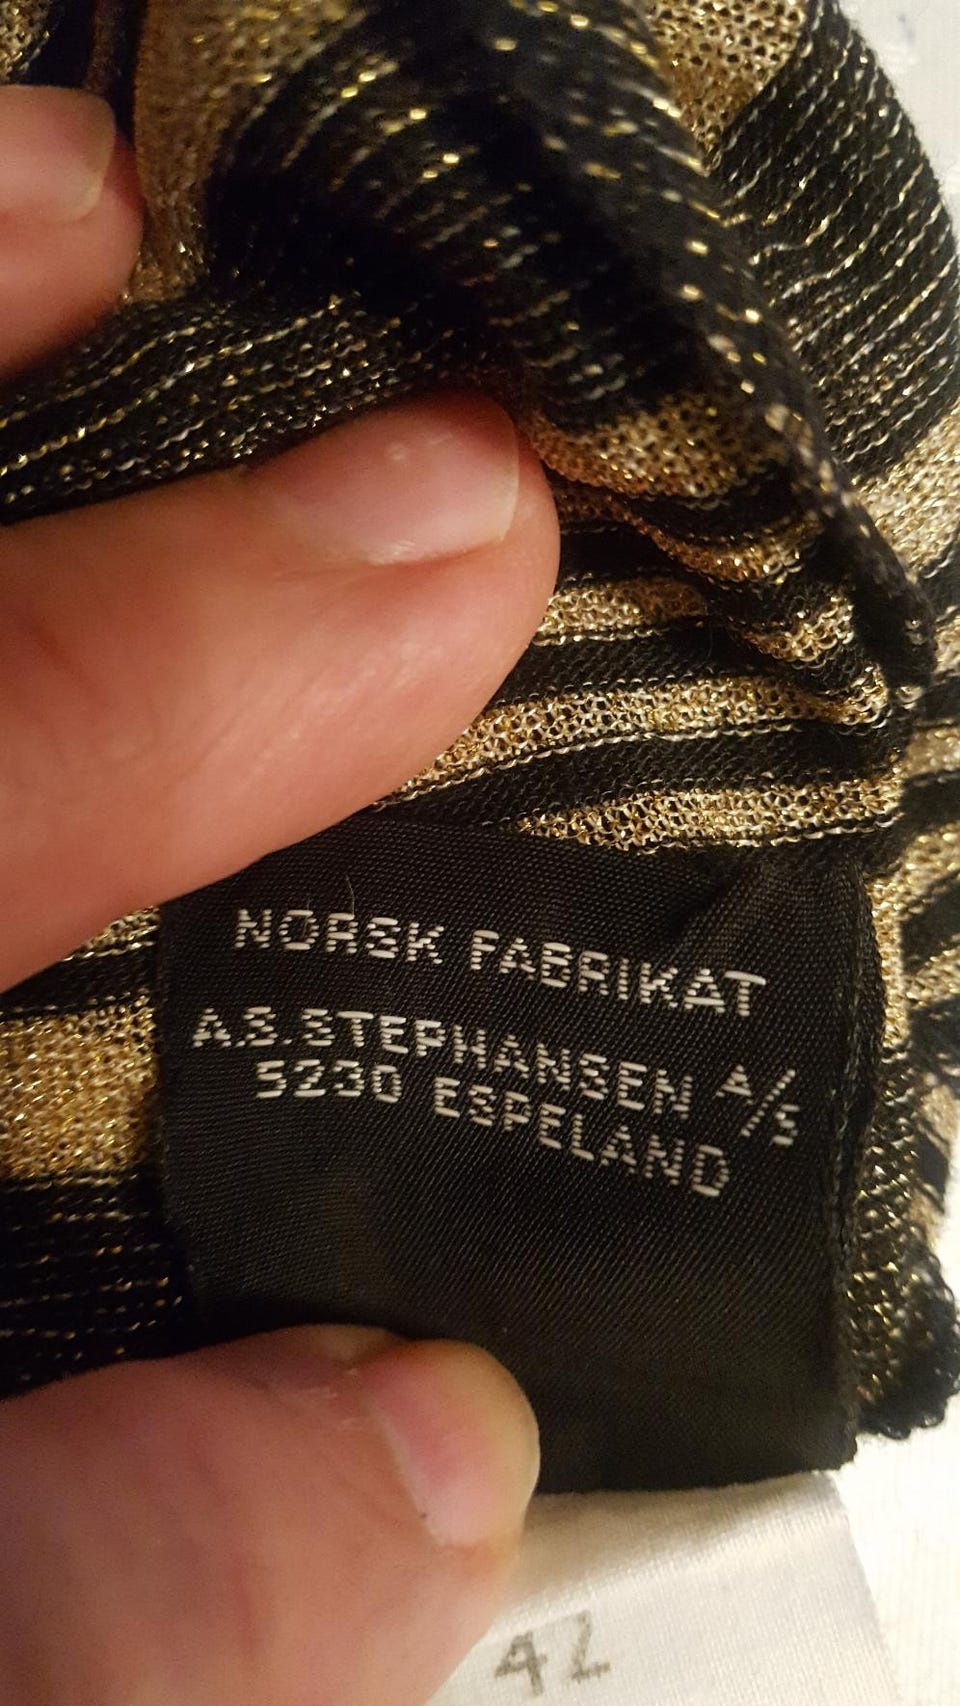 NORSK FABRIKAT
A.S. STEPHANSEN A/S
5230 ESPELAND
42